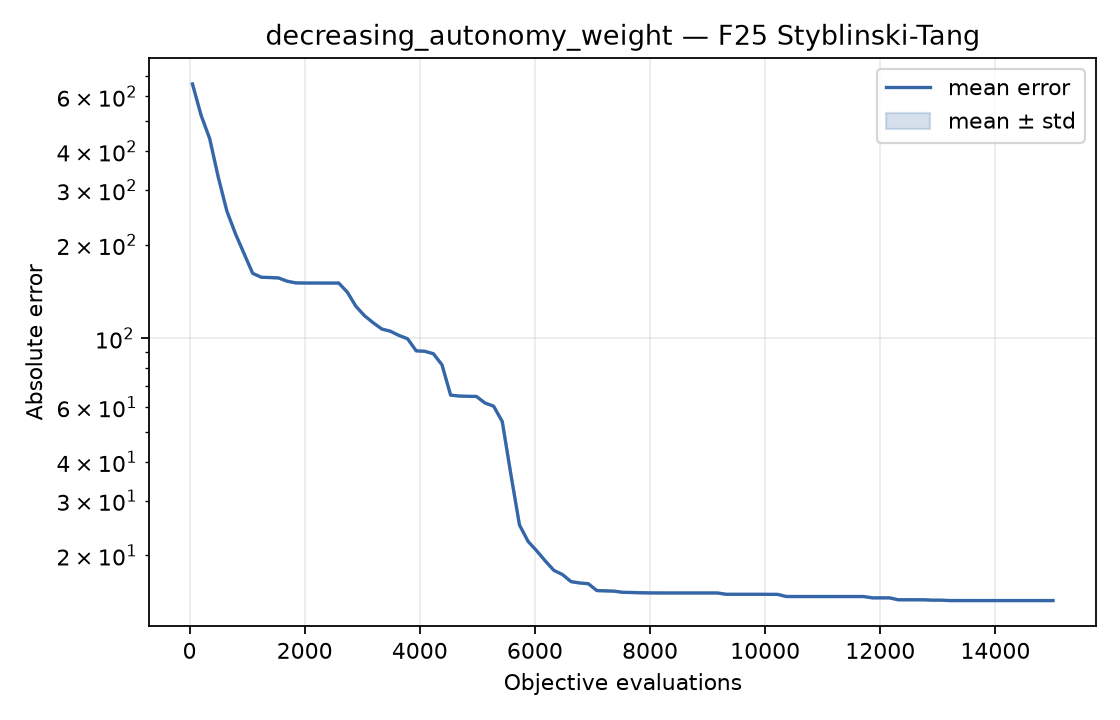 decreasing_autonomy_weight — F25 Styblinski-Tang
mean error
mean ± std
Absolute error
6 × 10²
4 × 10²
3 × 10²
2 × 10²
10²
6 × 10¹
4 × 10¹
3 × 10¹
2 × 10¹
0 2000 4000 6000 8000 10000 12000 14000
Objective evaluations